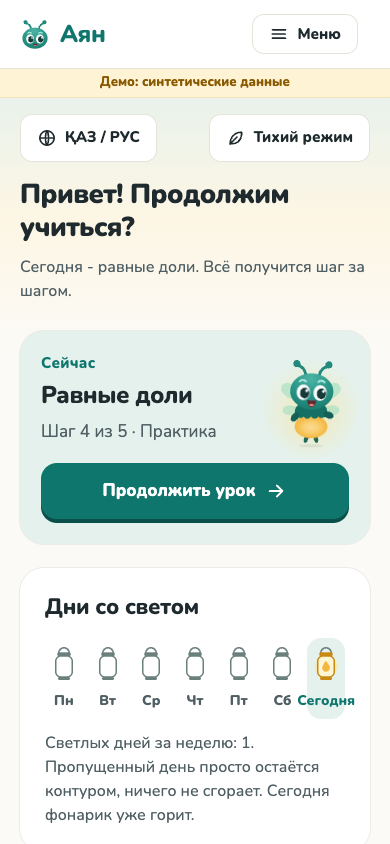 Аян
Меню
Демо: синтетические данные
ҚАЗ / РУС
Тихий режим
Привет! Продолжим
учиться?
Сегодня - равные доли. Всё получится шаг за
шагом.
Сейчас
Равные доли
Шаг 4 из 5 · Практика
Продолжить урок →
Дни со светом
Пн Вт Ср Чт Пт Сб Сегодня
Светлых дней за неделю: 1.
Пропущенный день просто остаётся
контуром, ничего не сгорает. Сегодня
фонарик уже горит.